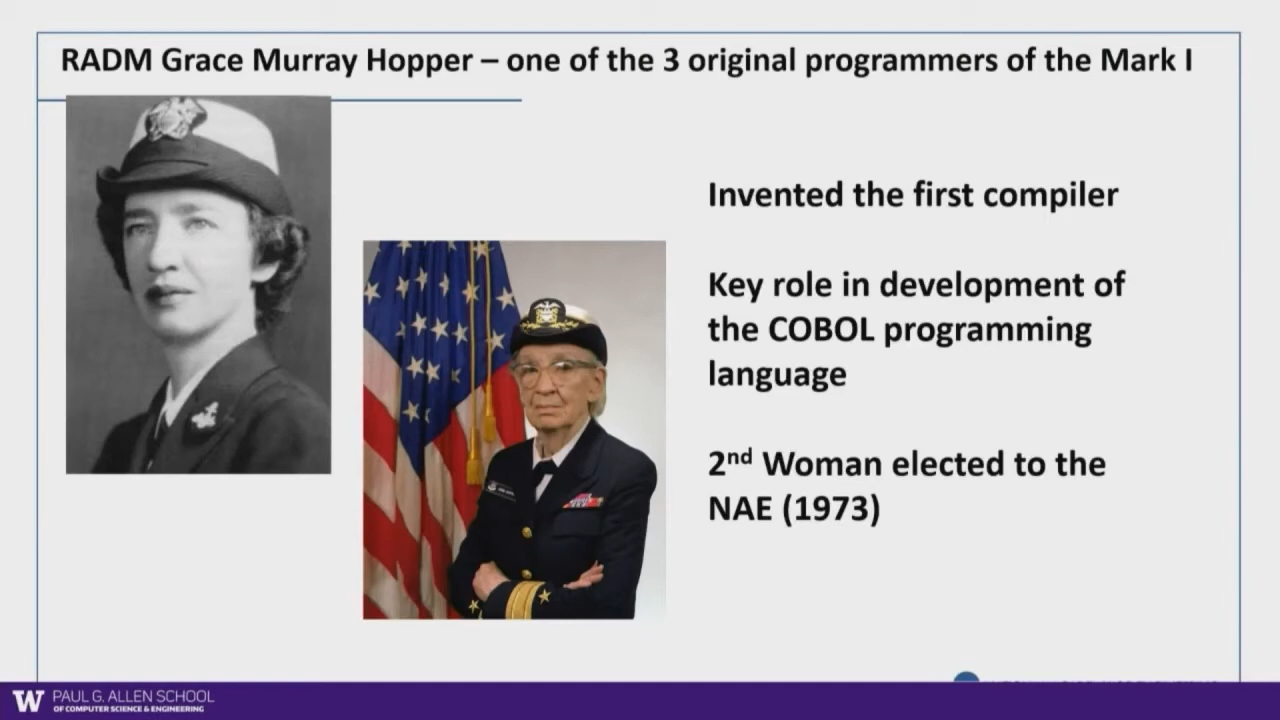 RADM Grace Murray Hopper – one of the 3 original programmers of the Mark I
Invented the first compiler
Key role in development of
the COBOL programming
language
2nd Woman elected to the
NAE (1973)
W PAUL G. ALLEN SCHOOL
OF COMPUTER SCIENCE & ENGINEERING